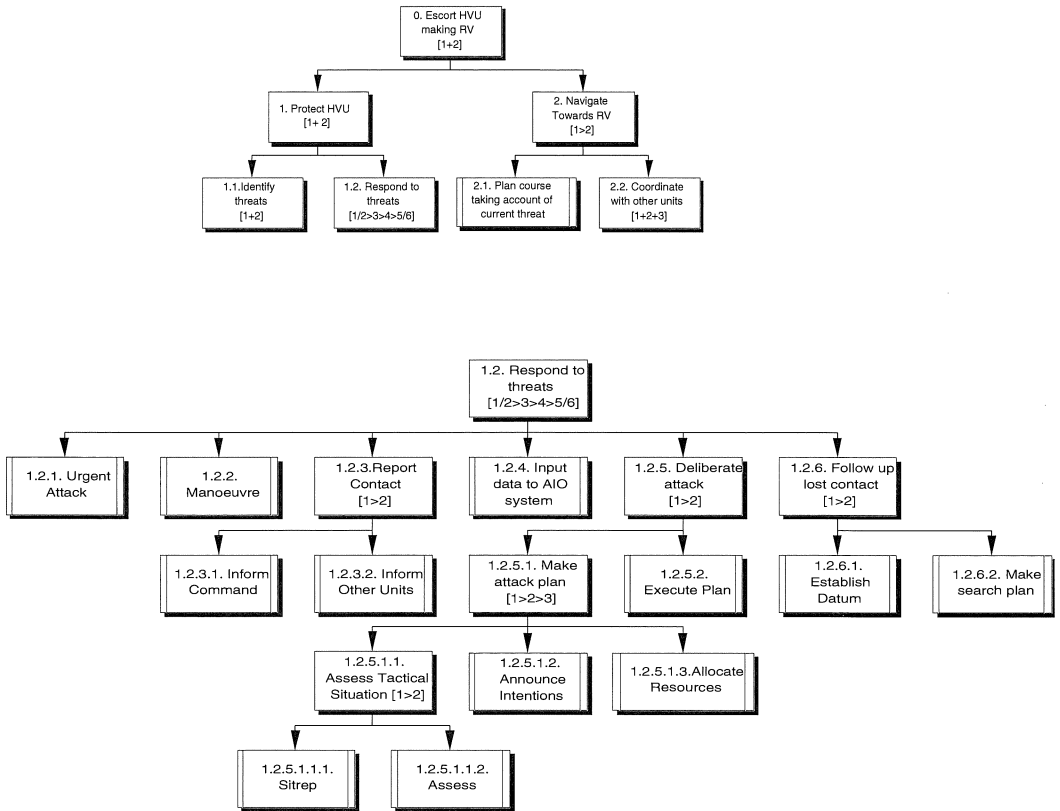 0. Escort HVU
making RV
[1+2]
1. Protect HVU
[1+ 2]
2. Navigate
Towards RV
[1>2]
1.1.Identify
threats
[1+2]
1.2. Respond to
threats
[1/2>3>4>5/6]
2.1. Plan course
taking account of
current threat
2.2. Coordinate
with other units
[1+2+3]
1.2. Respond to
threats
[1/2>3>4>5/6]
1.2.1. Urgent
Attack
1.2.2.
Manoeuvre
1.2.3.Report
Contact
[1>2]
1.2.4. Input
data to AIO
system
1.2.5. Deliberate
attack
[1>2]
1.2.6. Follow up
lost contact
[1>2]
1.2.3.1. Inform
Command
1.2.3.2. Inform
Other Units
1.2.5.1. Make
attack plan
[1>2>3]
1.2.5.2.
Execute Plan
1.2.6.1.
Establish
Datum
1.2.6.2. Make
search plan
1.2.5.1.1.
Assess Tactical
Situation [1>2]
1.2.5.1.2.
Announce
Intentions
1.2.5.1.3.Allocate
Resources
1.2.5.1.1.1.
Sitrep
1.2.5.1.1.2.
Assess